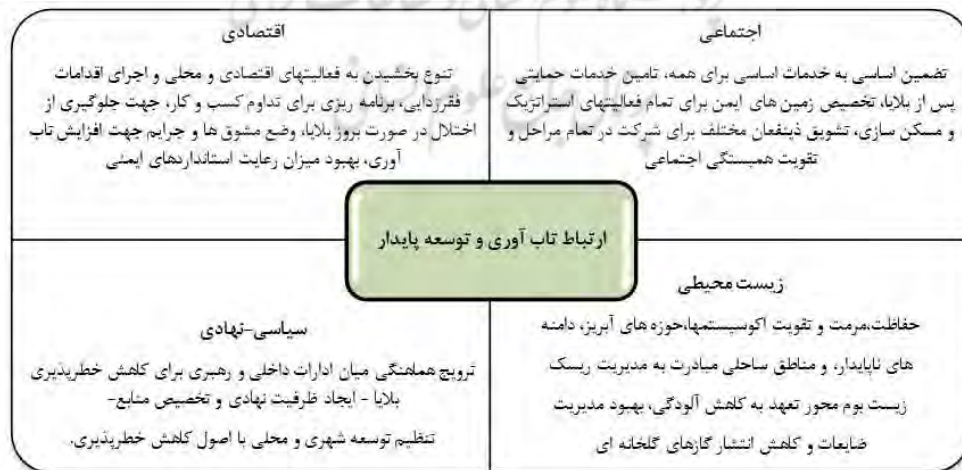 اجتماعی
تضمین اساسی به خدمات اساسی برای همه، تامین خدمات حمایتی
پس از بلایا، تخصیص زمین های ایمن برای تمام فعالیتهای استراتژیک
و مسکن سازی، تشویق ذینفعان مختلف برای شرکت در تمام مراحل و
تقویت همبستگی اجتماعی
اقتصادی
تنوع بخشیدن به فعالیتهای اقتصادی و محلی و اجرای اقدامات
فقرزدایی، برنامه ریزی برای تداوم کسب و کار، جهت جلوگیری از
اختلال در صورت بروز بلایا، وضع مشوق ها و جرایم جهت افزایش تاب
آوری، بهبود میزان رعایت استانداردهای ایمنی
ارتباط تاب آوری و توسعه پایدار
زیست محیطی
حفاظت،مرمت و تقویت اکوسیستمها،حوزه های آبریز، دامنه
های ناپایدار، و مناطق ساحلی مبادرت به مدیریت ریسک
زیست بوم محور تعهد به کاهش آلودگی، بهبود مدیریت
ضایعات و کاهش انتشار گازهای گلخانه ای
سیاسی-نهادی
ترویج هماهنگی میان ادارات داخلی و رهبری برای کاهش خطرپذیری
بلایا - ایجاد ظرفیت نهادی و تخصیص منابع-
تنظیم توسعه شهری و محلی با اصول کاهش خطرپذیری.